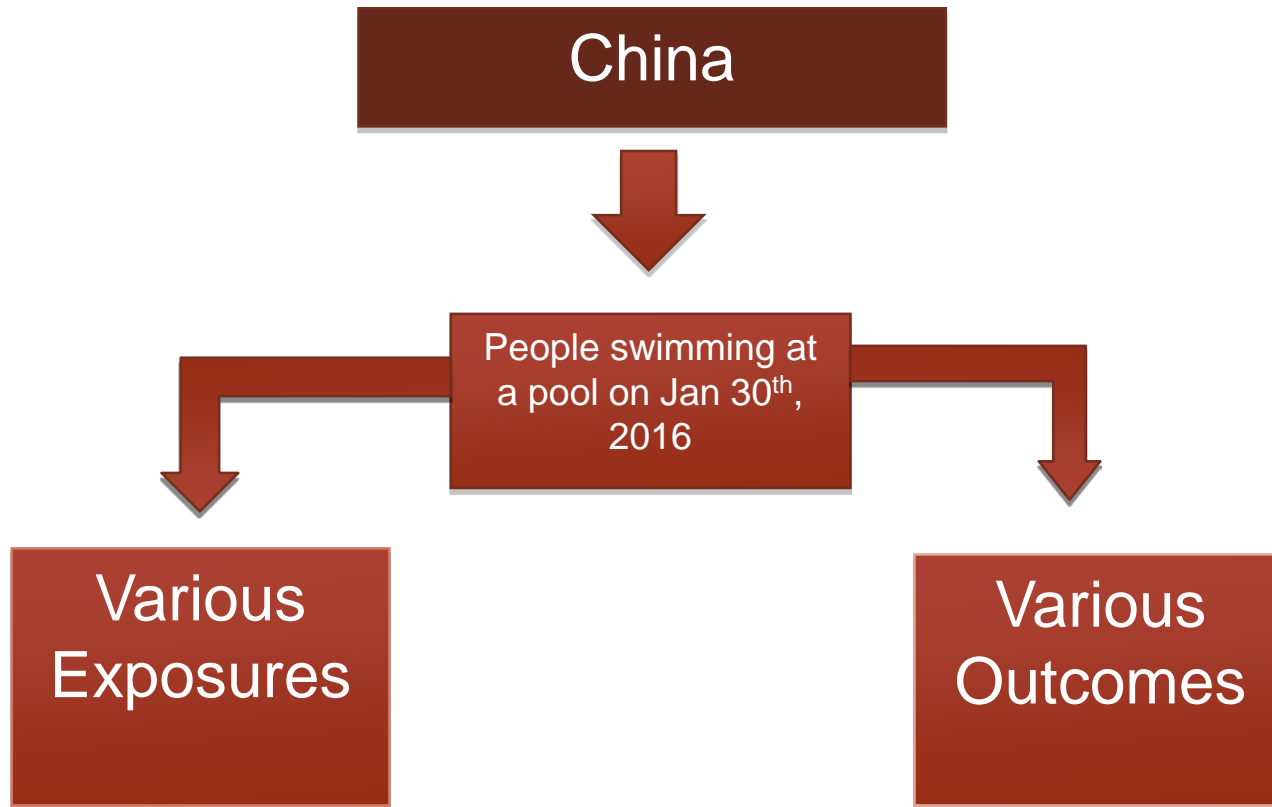 China
People swimming at
a pool on Jan 30th,
2016
Various
Exposures
Various
Outcomes